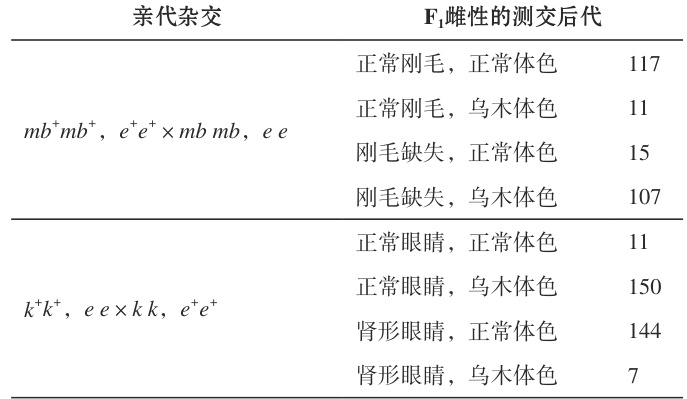 亲代杂交 F₁雌性的测交后代
正常刚毛，正常体色 117
正常刚毛，乌木体色 11
mb⁺mb⁺，e⁺e⁺ × mb mb，e e
刚毛缺失，正常体色 15
刚毛缺失，乌木体色 107
正常眼睛，正常体色 11
正常眼睛，乌木体色 150
k⁺k⁺，e e × k k，e⁺e⁺
肾形眼睛，正常体色 144
肾形眼睛，乌木体色 7